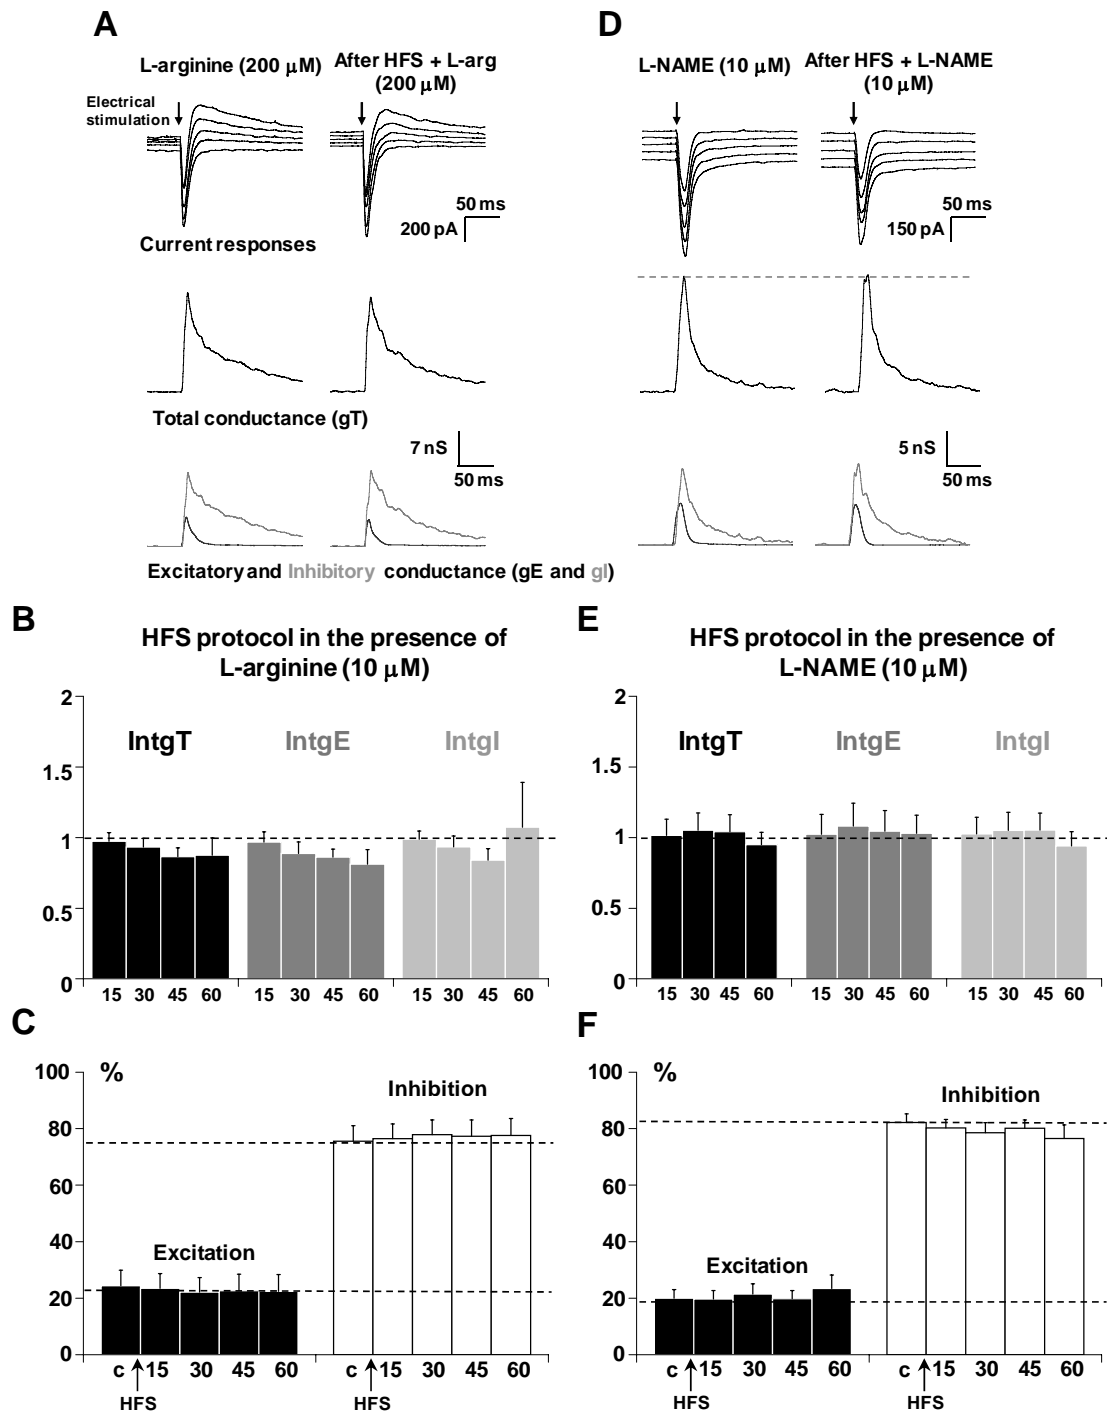 A
L-arginine (200 µM)
After HFS + L-arg
(200 µM)
Electrical
stimulation
50 ms
200 pA
Current responses
Total conductance (gT)
7 nS
50 ms
Excitatory and Inhibitory conductance (gE and gI)
D
L-NAME (10 µM)
After HFS + L-NAME
(10 µM)
50 ms
150 pA
5 nS
50 ms
B
HFS protocol in the presence of
L-arginine (10 µM)
2
1.5
1
0.5
0
IntgT IntgE IntgI
15 30 45 60 15 30 45 60 15 30 45 60
E
HFS protocol in the presence of
L-NAME (10 µM)
2
1.5
1
0.5
0
IntgT IntgE IntgI
15 30 45 60 15 30 45 60 15 30 45 60
C
%
100
80
60
40
20
0
Inhibition
Excitation
c 15 30 45 60 c 15 30 45 60
HFS HFS
F
%
100
80
60
40
20
0
Inhibition
Excitation
c 15 30 45 60 c 15 30 45 60
HFS HFS